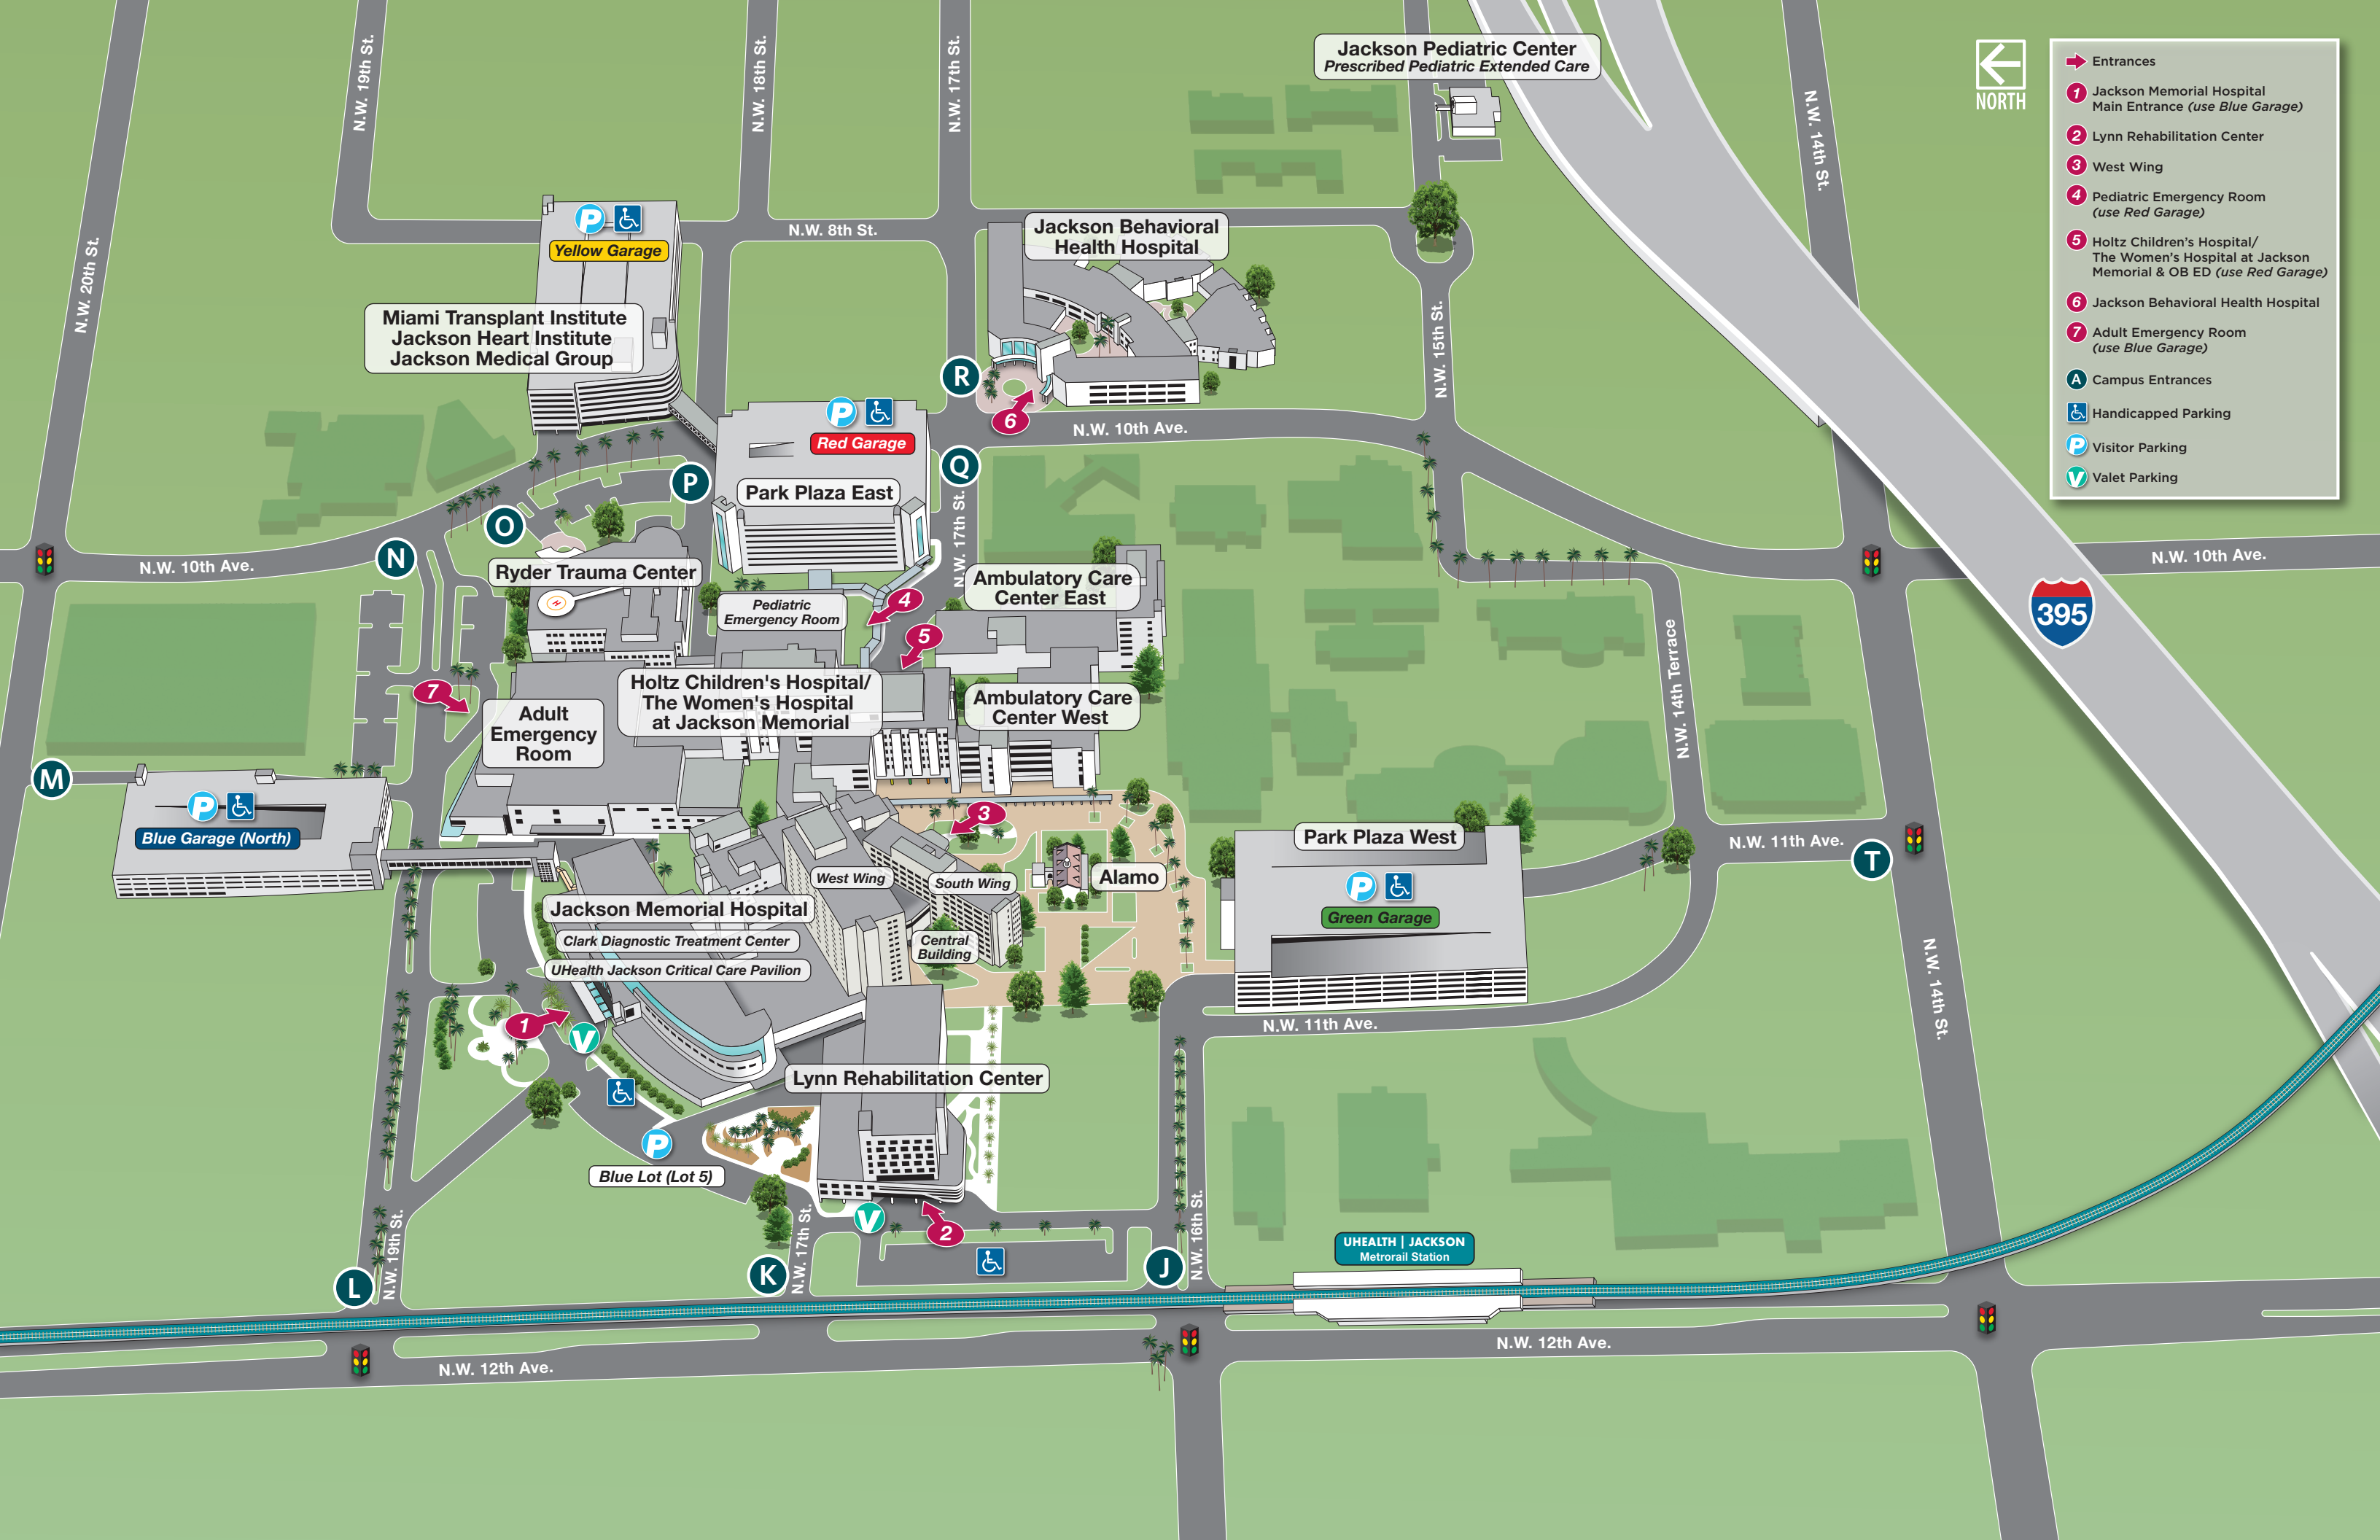 N.W. 19th St.
N.W. 18th St.
N.W. 17th St.
Jackson Pediatric Center
Prescribed Pediatric Extended Care
N.W. 14th St.
NORTH
Entrances
1 Jackson Memorial Hospital
Main Entrance (use Blue Garage)
2 Lynn Rehabilitation Center
3 West Wing
4 Pediatric Emergency Room
(use Red Garage)
5 Holtz Children's Hospital/
The Women's Hospital at Jackson
Memorial & OB ED (use Red Garage)
6 Jackson Behavioral Health Hospital
7 Adult Emergency Room
(use Blue Garage)
A Campus Entrances
Handicapped Parking
P Visitor Parking
V Valet Parking
N.W. 20th St.
P
Yellow Garage
N.W. 8th St.
Jackson Behavioral
Health Hospital
Miami Transplant Institute
Jackson Heart Institute
Jackson Medical Group
N.W. 15th St.
R
6
N.W. 10th Ave.
P
Red Garage
Q
P
Park Plaza East
N.W. 17th St.
O
N
N.W. 10th Ave.
N.W. 10th Ave.
395
Ryder Trauma Center
H
Pediatric
Emergency Room
4
5
Ambulatory Care
Center East
N.W. 14th Terrace
7
Adult
Emergency
Room
Holtz Children's Hospital/
The Women's Hospital
at Jackson Memorial
Ambulatory Care
Center West
M
P
Blue Garage (North)
3
West Wing
South Wing
Alamo
Park Plaza West
P
Green Garage
N.W. 11th Ave.
T
Jackson Memorial Hospital
Clark Diagnostic Treatment Center
UHealth Jackson Critical Care Pavilion
Central
Building
N.W. 14th St.
1
V
N.W. 11th Ave.
Lynn Rehabilitation Center
P
Blue Lot (Lot 5)
V
2
N.W. 19th St.
L
K
N.W. 17th St.
J
N.W. 16th St.
UHEALTH | JACKSON
Metrorail Station
N.W. 12th Ave.
N.W. 12th Ave.